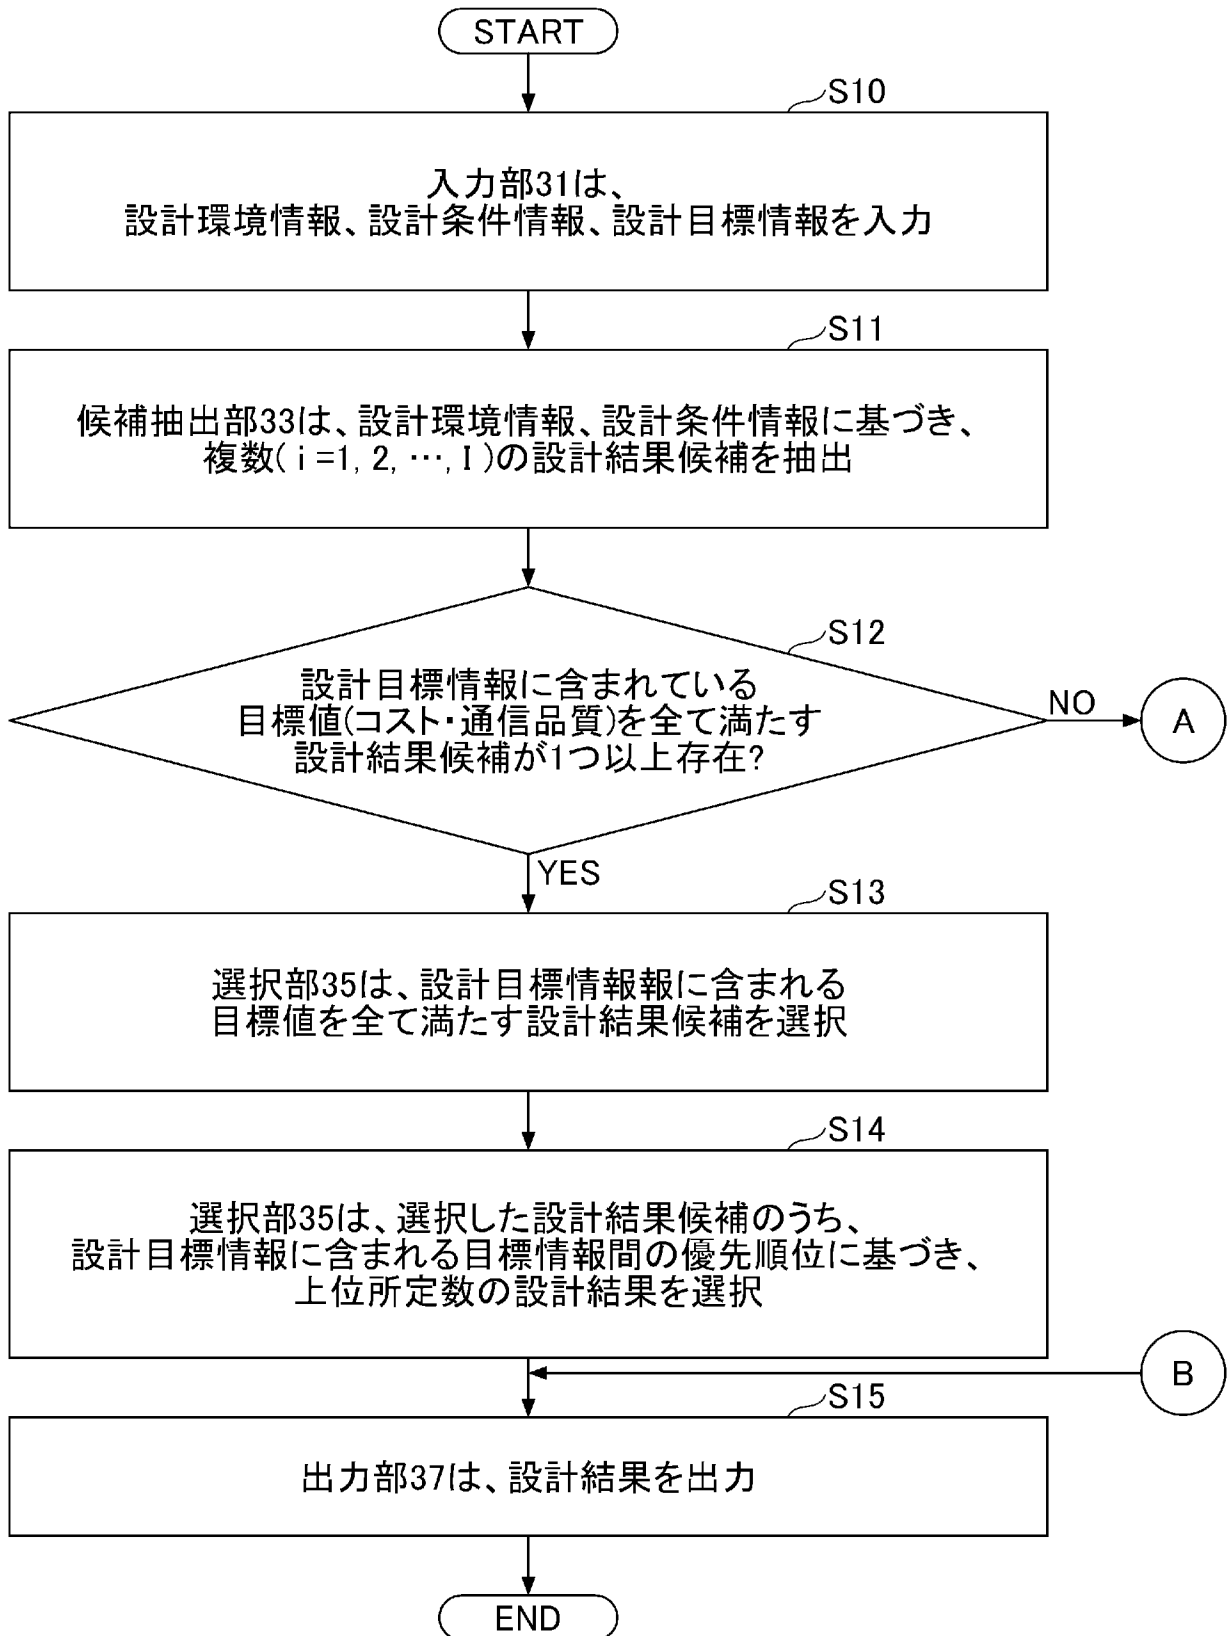 START
S10
入力部31は、
設計環境情報、設計条件情報、設計目標情報を入力
S11
候補抽出部33は、設計環境情報、設計条件情報に基づき、
複数(i=1, 2, …, I)の設計結果候補を抽出
S12
設計目標情報に含まれている
目標値(コスト・通信品質)を全て満たす
設計結果候補が1つ以上存在?
NO
A
YES
S13
選択部35は、設計目標情報報に含まれる
目標値を全て満たす設計結果候補を選択
S14
選択部35は、選択した設計結果候補のうち、
設計目標情報に含まれる目標情報間の優先順位に基づき、
上位所定数の設計結果を選択
B
S15
出力部37は、設計結果を出力
END